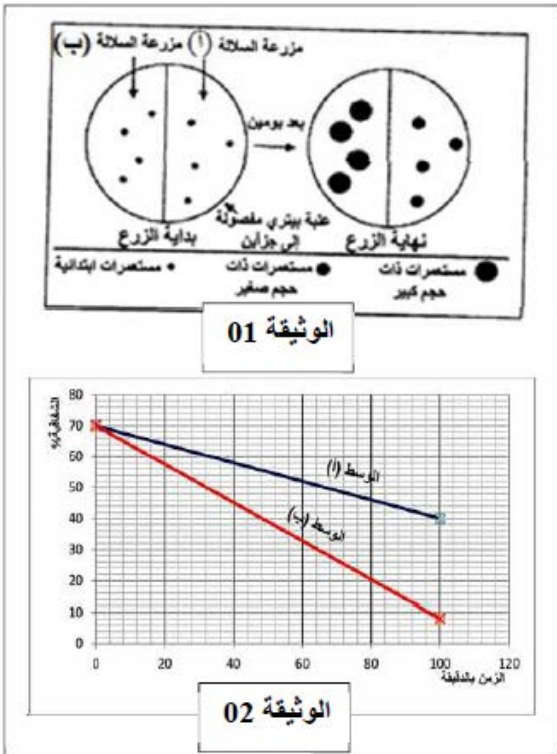 مزرعة السلالة (أ) مزرعة السلالة (ب)
بعد يومين
علبة بيتري مفصولة إلى جزأين
بداية الزرع
نهاية الزرع
مستعمرات ابتدائية
مستعمرات ذات حجم صغير
مستعمرات ذات حجم كبير
الوثيقة 01
الشفافية%
80
70
60
50
40
30
20
10
0
الوسط (أ)
الوسط (ب)
0 20 40 60 80 100 120
الزمن بالدقيقة
الوثيقة 02